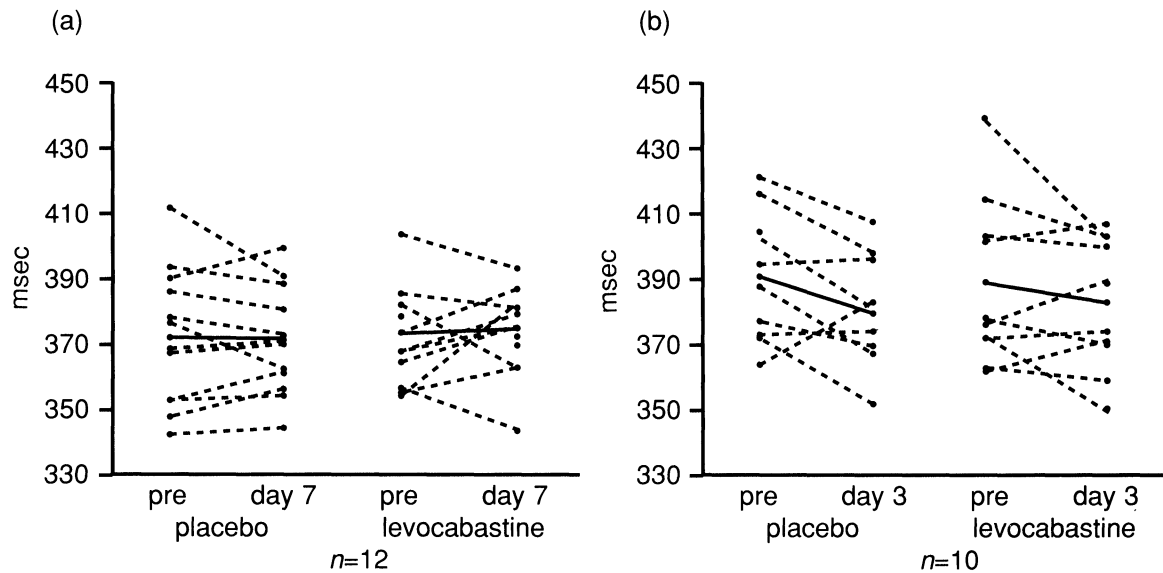 (a)
450
430
410
390
370
350
330
msec
pre day 7 pre day 7
placebo levocabastine
n=12
(b)
450
430
410
390
370
350
330
msec
pre day 3 pre day 3
placebo levocabastine
n=10